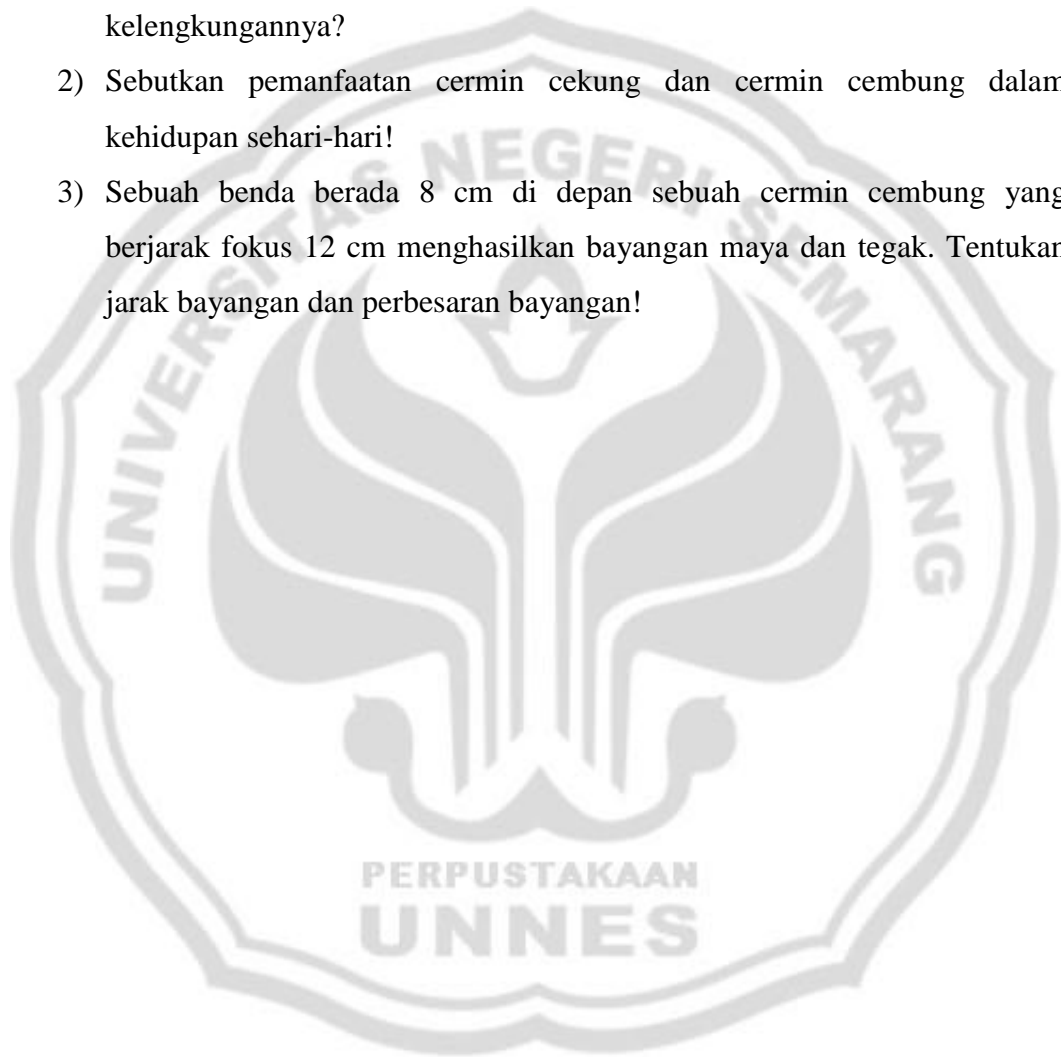 kelengkungannya?
2) Sebutkan pemanfaatan cermin cekung dan cermin cembung dalam
kehidupan sehari-hari!
3) Sebuah benda berada 8 cm di depan sebuah cermin cembung yang
berjarak fokus 12 cm menghasilkan bayangan maya dan tegak. Tentukan
jarak bayangan dan perbesaran bayangan!
UNIVERSITAS NEGERI SEMARANG
PERPUSTAKAAN
UNNES